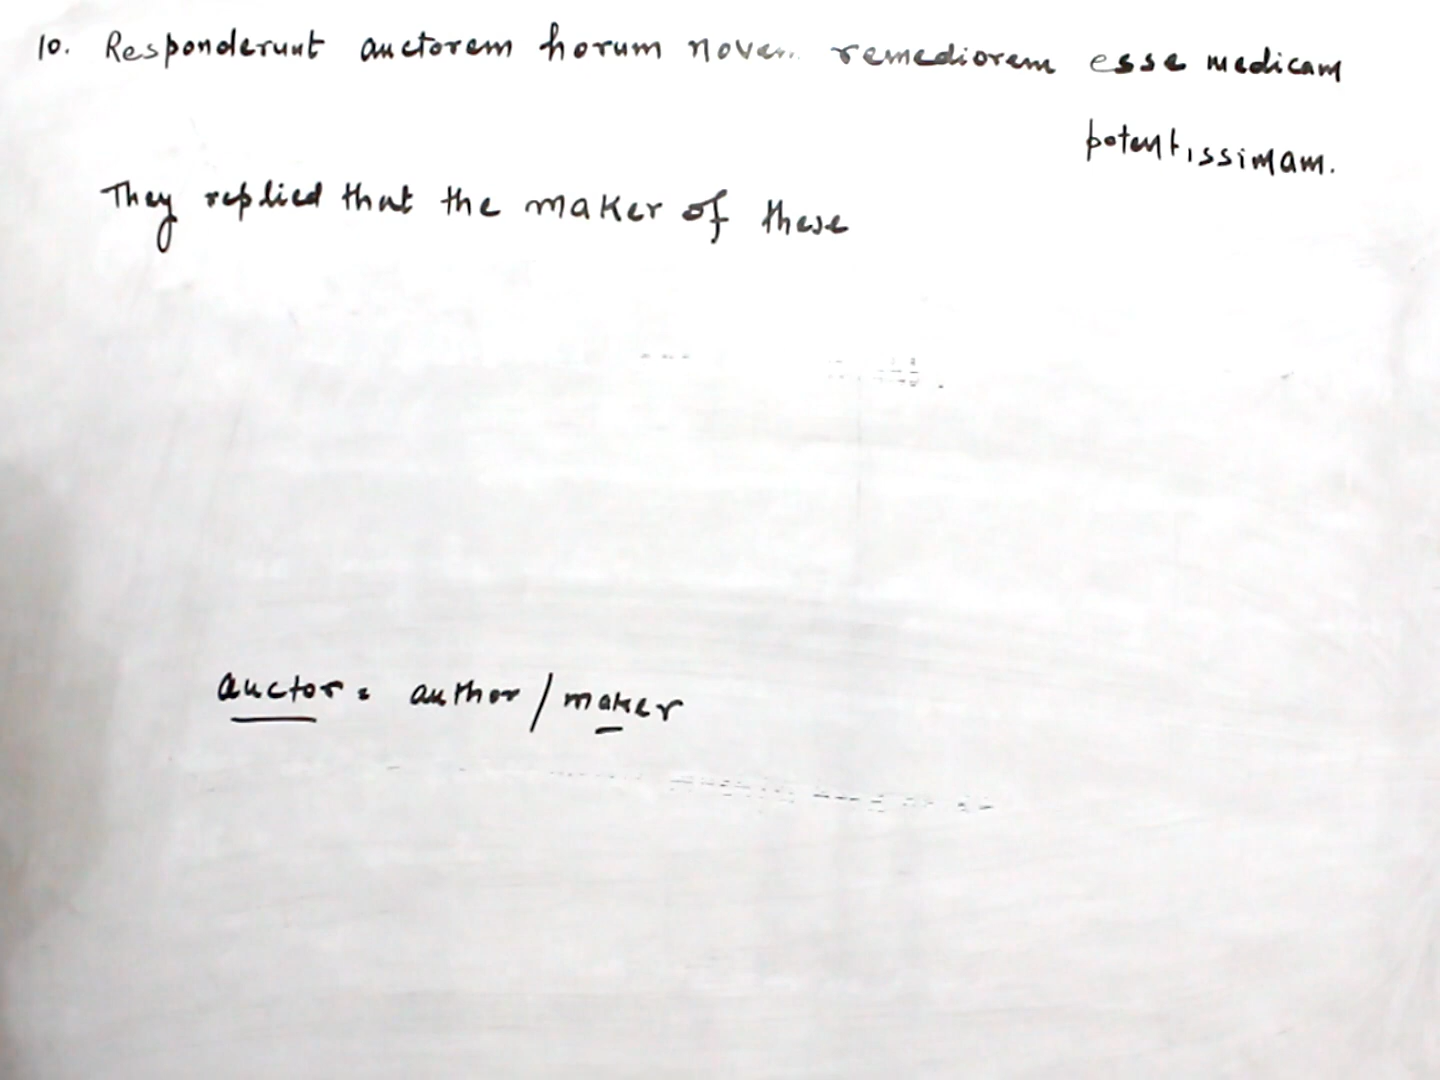 10. Responderunt auctorem horum novem remediorem esse medicam
potentissimam.
They replied that the maker of these
auctor = author / maker